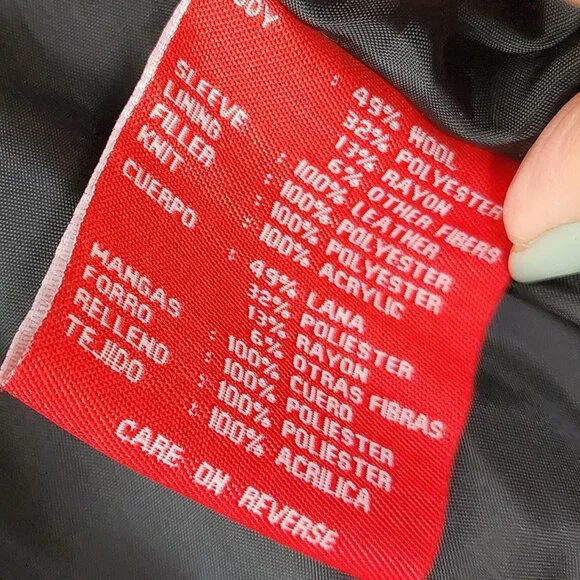 ODY : 49% WOOL
32% POLYESTER
13% RAYON
6% OTHER FIBERS
SLEEVE : 100% LEATHER
LINING : 100% POLYESTER
FILLER : 100% POLYESTER
KNIT : 100% ACRYLIC
CUERPO : 49% LANA
32% POLIESTER
13% RAYON
6% OTRAS FIBRAS
MANGAS : 100% CUERO
FORRO : 100% POLIESTER
RELLENO : 100% POLIESTER
TEJIDO : 100% ACRILICA
CARE ON REVERSE